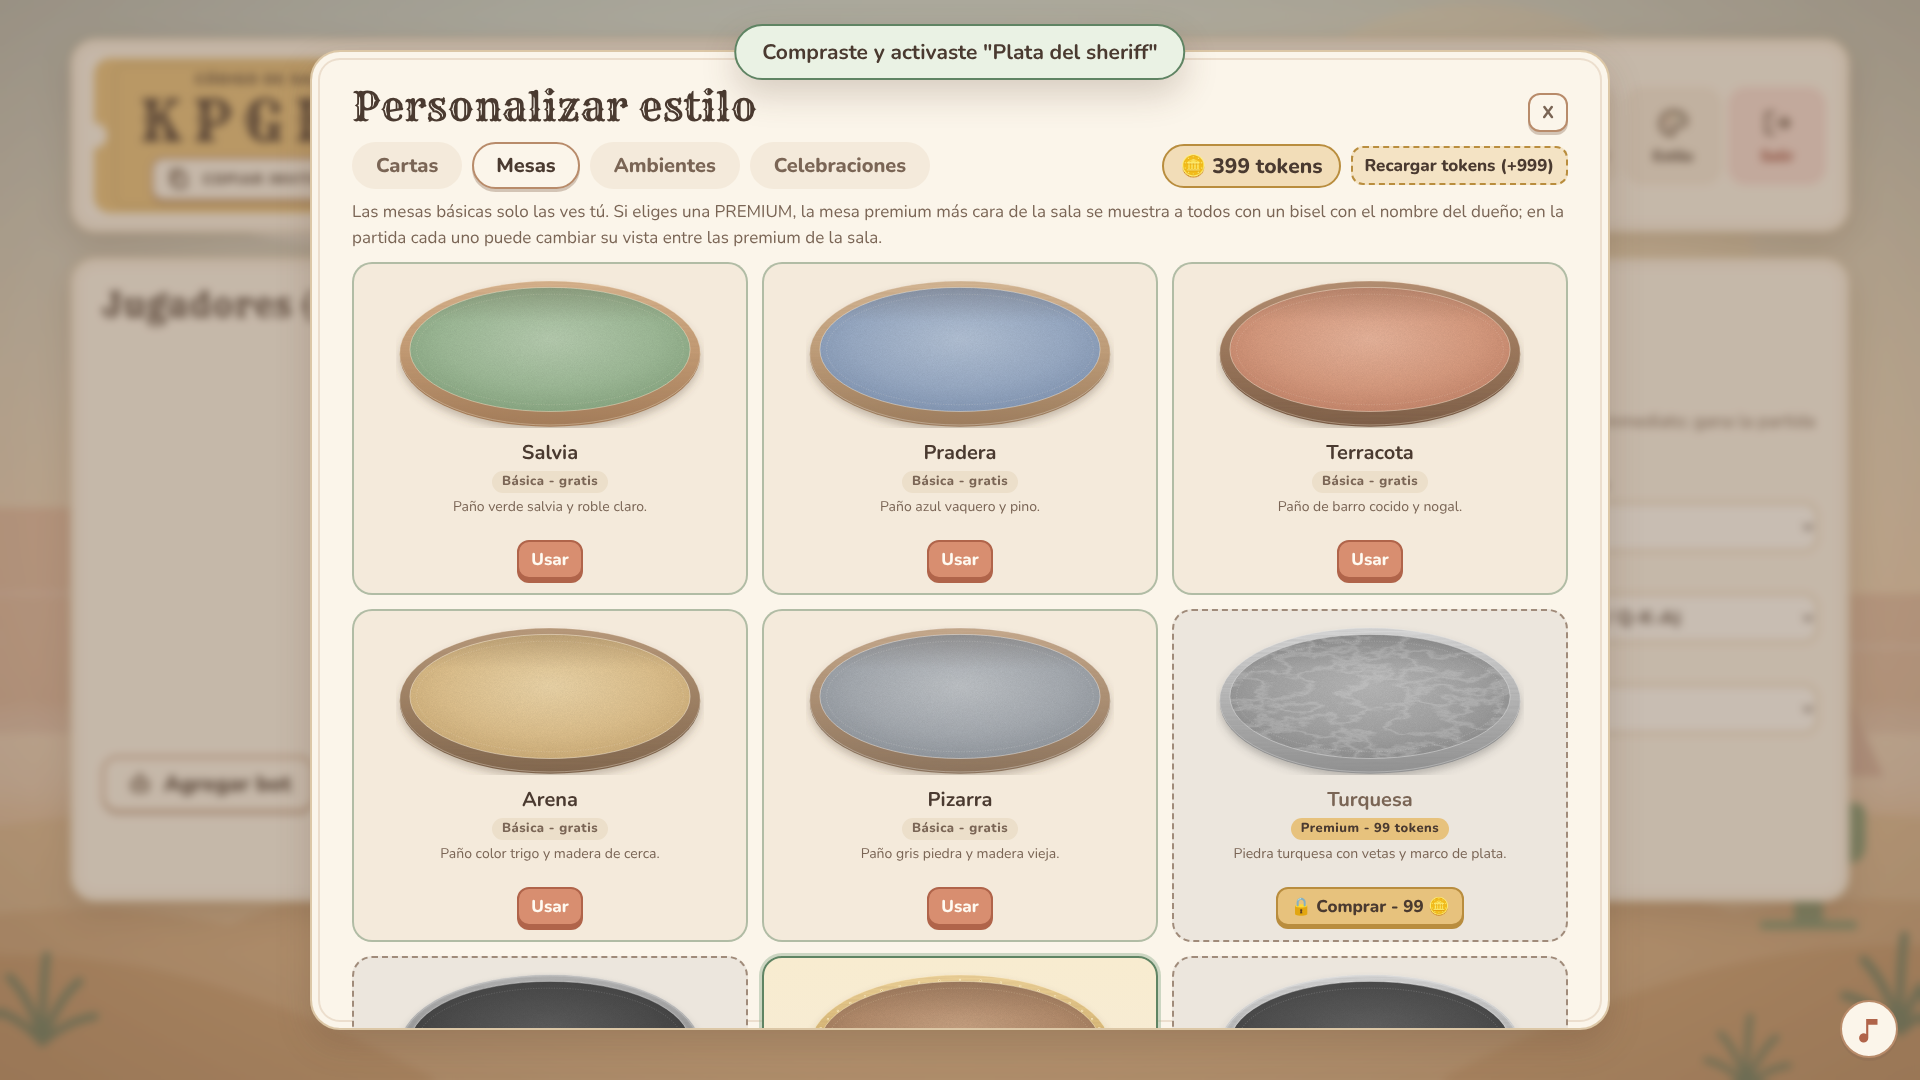 Compraste y activaste "Plata del sheriff"
Personalizar estilo
X
Cartas
Mesas
Ambientes
Celebraciones
399 tokens
Recargar tokens (+999)
Las mesas básicas solo las ves tú. Si eliges una PREMIUM, la mesa premium más cara de la sala se muestra a todos con un bisel con el nombre del dueño; en la
partida cada uno puede cambiar su vista entre las premium de la sala.
Salvia
Básica - gratis
Paño verde salvia y roble claro.
Usar
Pradera
Básica - gratis
Paño azul vaquero y pino.
Usar
Terracota
Básica - gratis
Paño de barro cocido y nogal.
Usar
Arena
Básica - gratis
Paño color trigo y madera de cerca.
Usar
Pizarra
Básica - gratis
Paño gris piedra y madera vieja.
Usar
Turquesa
Premium - 99 tokens
Piedra turquesa con vetas y marco de plata.
Comprar - 99
Jugadores
Agregar bot
Salir